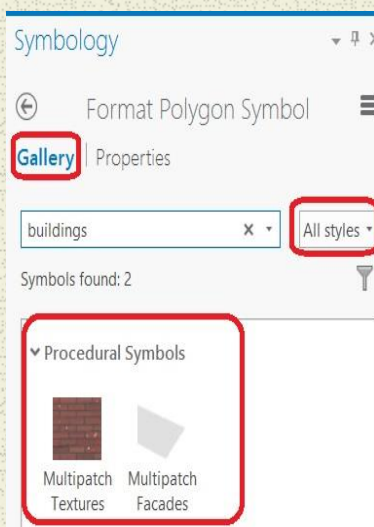 Symbology
Format Polygon Symbol
Gallery | Properties
buildings
All styles
Symbols found: 2
Procedural Symbols
Multipatch Textures
Multipatch Facades